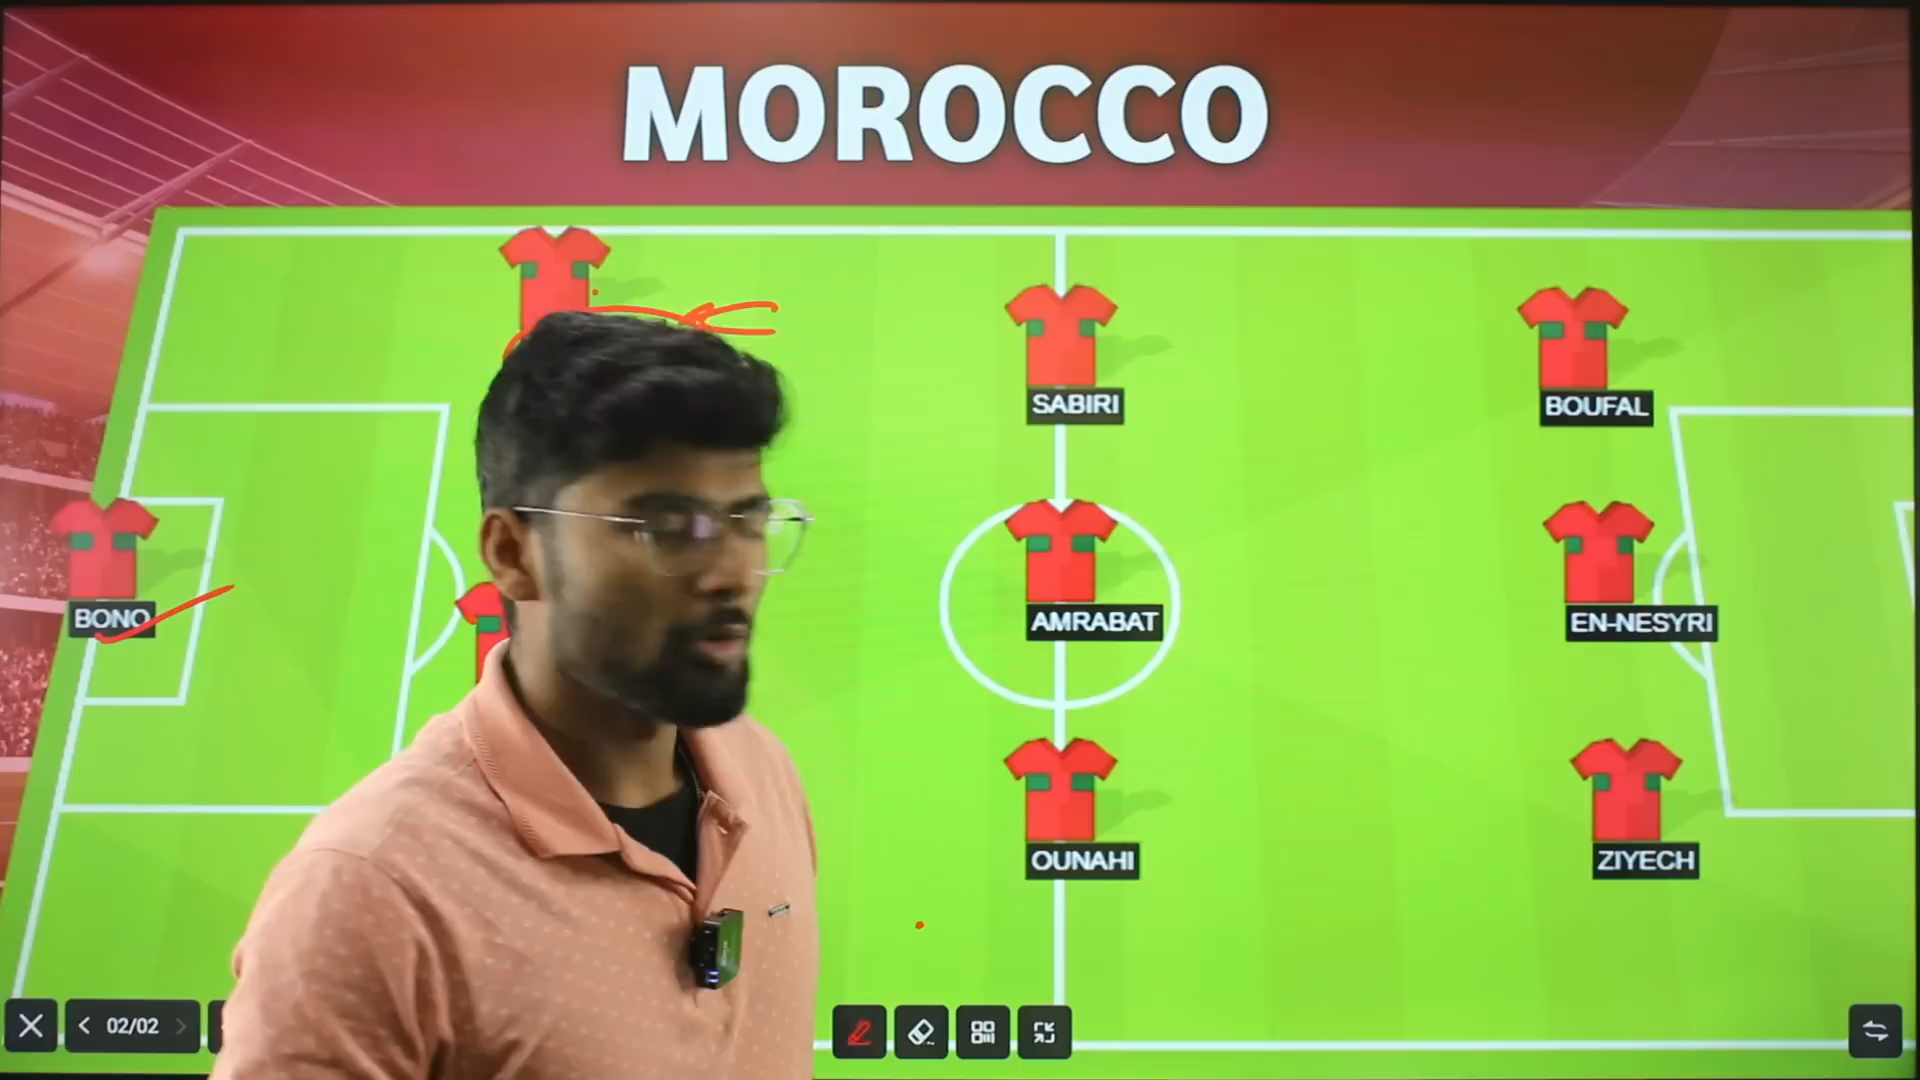 MOROCCO
SABIRI
BOUFAL
BONO
AMRABAT
EN-NESYRI
OUNAHI
ZIYECH
02/02